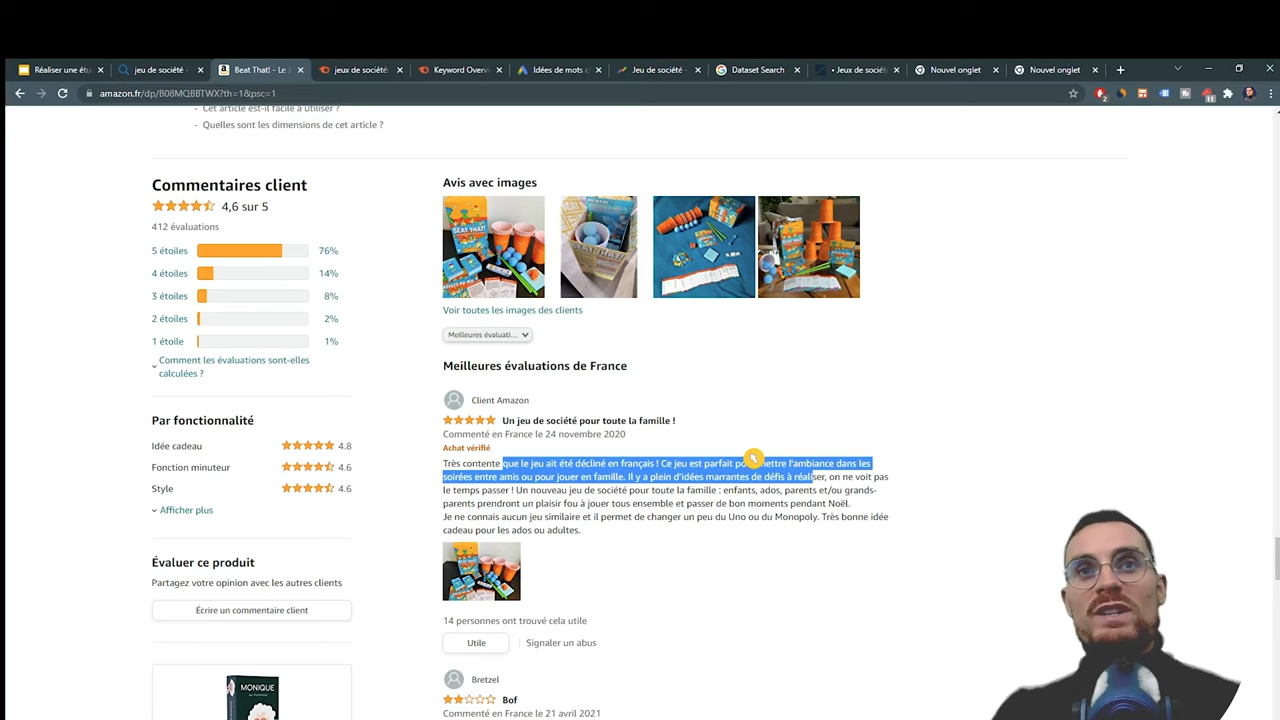 Réaliser une étu
jeu de société -
Beat That! - Le J
jeux de société
Keyword Overvi
Idées de mots c
Jeu de société -
Dataset Search
• Jeux de sociét
Nouvel onglet
Nouvel onglet
amazon.fr/dp/B08MQBBTWX?th=1&psc=1
2
11
- Cet article est-il facile à utiliser ?
- Quelles sont les dimensions de cet article ?
Commentaires client
4,6 sur 5
412 évaluations
5 étoiles 76%
4 étoiles 14%
3 étoiles 8%
2 étoiles 2%
1 étoile 1%
Comment les évaluations sont-elles
calculées ?
Par fonctionnalité
Idée cadeau 4.8
Fonction minuteur 4.6
Style 4.6
Afficher plus
Évaluer ce produit
Partagez votre opinion avec les autres clients
Écrire un commentaire client
MONIQUE
Avis avec images
BEAT THAT!
BEAT THAT!
Voir toutes les images des clients
Meilleures évaluati...
Meilleures évaluations de France
Client Amazon
Un jeu de société pour toute la famille !
Commenté en France le 24 novembre 2020
Achat vérifié
Très contente que le jeu ait été décliné en français ! Ce jeu est parfait po mettre l'ambiance dans les
soirées entre amis ou pour jouer en famille. Il y a plein d'idées marrantes de défis à réaliser, on ne voit pas
le temps passer ! Un nouveau jeu de société pour toute la famille : enfants, ados, parents et/ou grands-
parents prendront un plaisir fou à jouer tous ensemble et passer de bon moments pendant Noël.
Je ne connais aucun jeu similaire et il permet de changer un peu du Uno ou du Monopoly. Très bonne idée
cadeau pour les ados ou adultes.
14 personnes ont trouvé cela utile
Utile
Signaler un abus
Bretzel
Bof
Commenté en France le 21 avril 2021